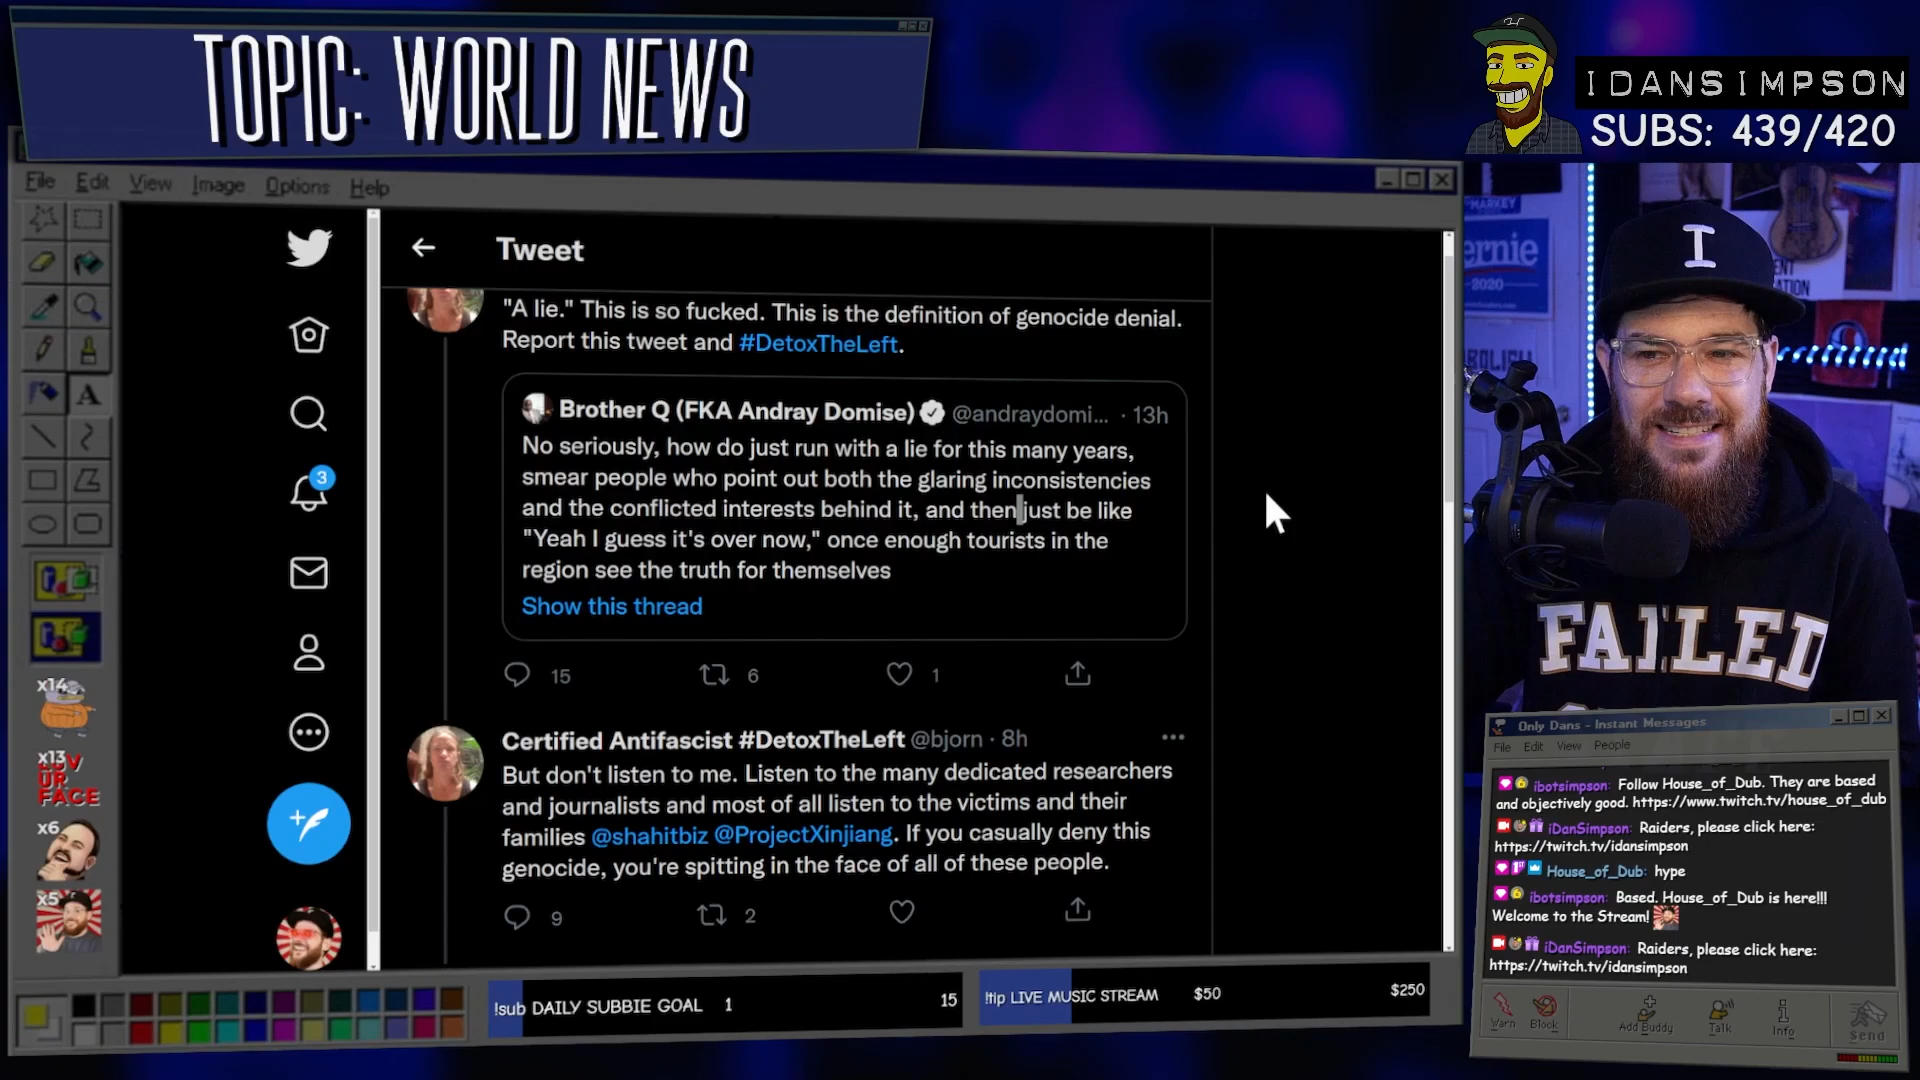 TOPIC: WORLD NEWS
IDANSIMPSON
SUBS: 439/420
File Edit View Image Options Help
Tweet
"A lie." This is so fucked. This is the definition of genocide denial.
Report this tweet and #DetoxTheLeft.
Brother Q (FKA Andray Domise) @andraydomi... · 13h
No seriously, how do just run with a lie for this many years,
smear people who point out both the glaring inconsistencies
and the conflicted interests behind it, and then just be like
"Yeah I guess it's over now," once enough tourists in the
region see the truth for themselves
Show this thread
15 6 1
Certified Antifascist #DetoxTheLeft @bjorn · 8h
But don't listen to me. Listen to the many dedicated researchers
and journalists and most of all listen to the victims and their
families @shahitbiz @ProjectXinjiang. If you casually deny this
genocide, you're spitting in the face of all of these people.
9 2
3
A
x14
x13
LUV
UR
FACE
x6
x5
!sub DAILY SUBBIE GOAL 1 15
!tip LIVE MUSIC STREAM $50 $250
ernie
2020
I
FAILED
Only Dans - Instant Messages
File Edit View People
ibotsimpson: Follow House_of_Dub. They are based
and objectively good. https://www.twitch.tv/house_of_dub
iDanSimpson: Raiders, please click here:
https://twitch.tv/idansimpson
House_of_Dub: hype
ibotsimpson: Based. House_of_Dub is here!!!
Welcome to the Stream!
iDanSimpson: Raiders, please click here:
https://twitch.tv/idansimpson
Warn Block Add Buddy Talk Info Send